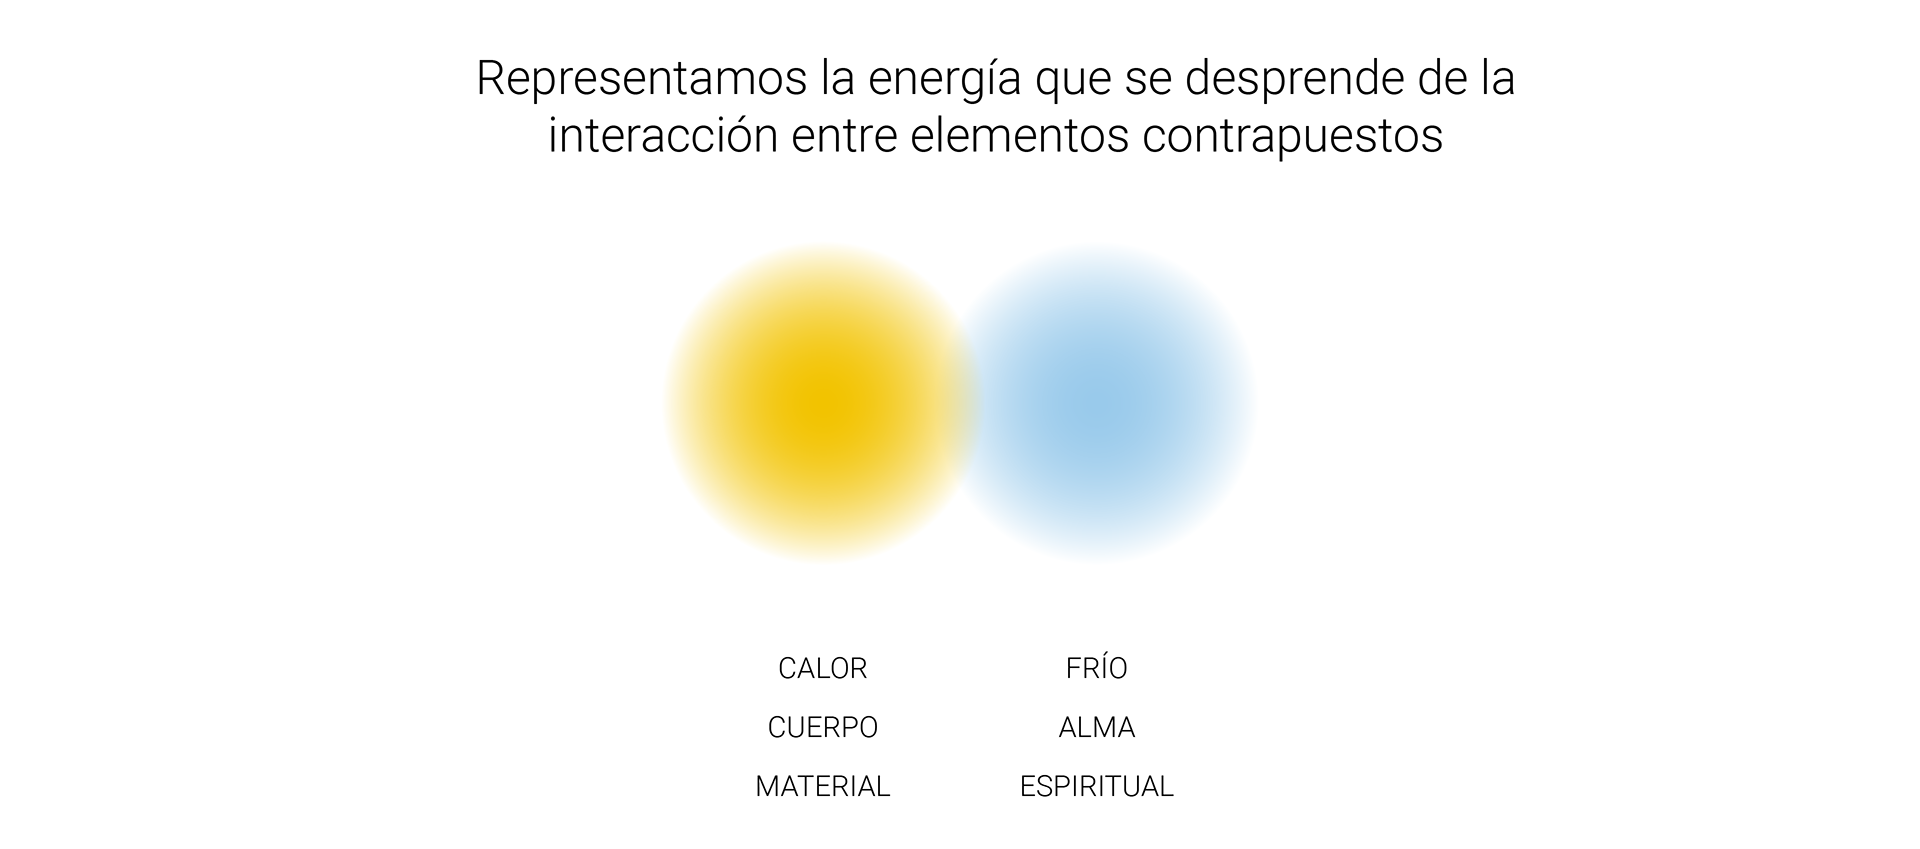 Representamos la energía que se desprende de la
interacción entre elementos contrapuestos
CALOR
FRÍO
CUERPO
ALMA
MATERIAL
ESPIRITUAL